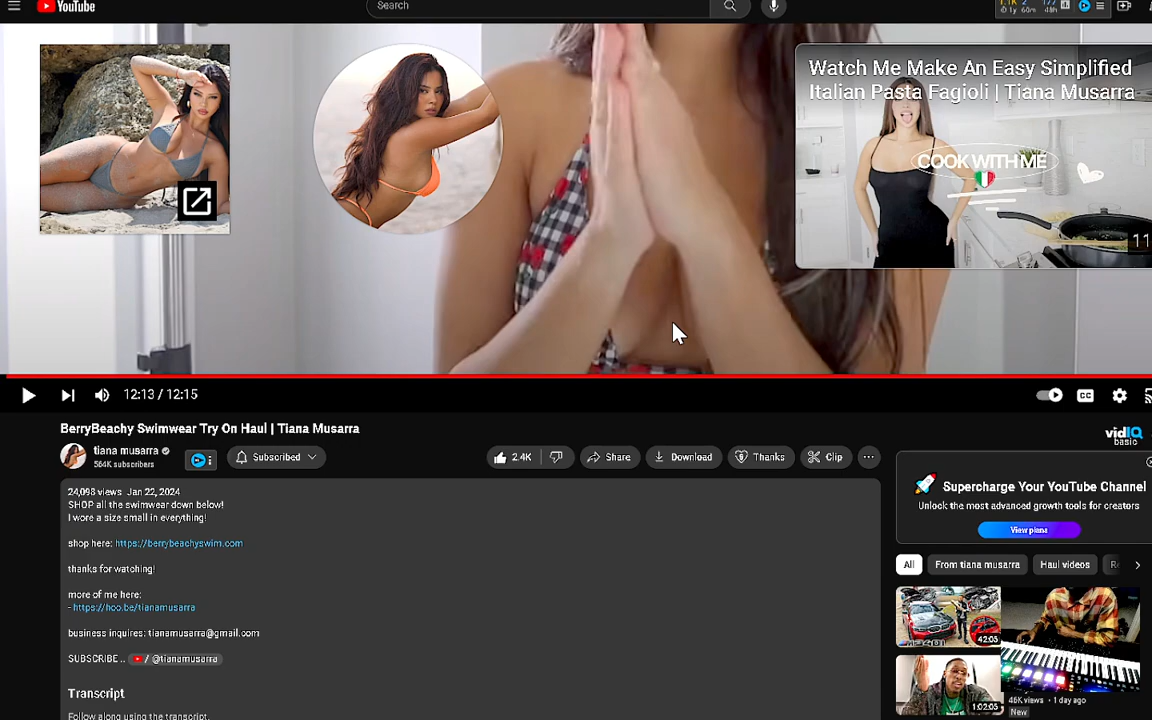 YouTube
Search
Watch Me Make An Easy Simplified
Italian Pasta Fagioli | Tiana Musarra
COOK WITH ME
11
12:13 / 12:15
CC
BerryBeachy Swimwear Try On Haul | Tiana Musarra
tiana musarra
564K subscribers
Subscribed
2.4K
Share
Download
Thanks
Clip
vidIQ
basic
24,098 views Jan 22, 2024
SHOP all the swimwear down below!
I wore a size small in everything!
shop here: https://berrybeachyswim.com
thanks for watching!
more of me here:
- https://hoo.be/tianamusarra
business inquires: tianamusarra@gmail.com
SUBSCRIBE .. / @tianamusarra
Transcript
Follow along using the transcript.
Supercharge Your YouTube Channel
Unlock the most advanced growth tools for creators
View plans
All
From tiana musarra
Haul videos
42:05
1:02:05
46K views • 1 day ago
New